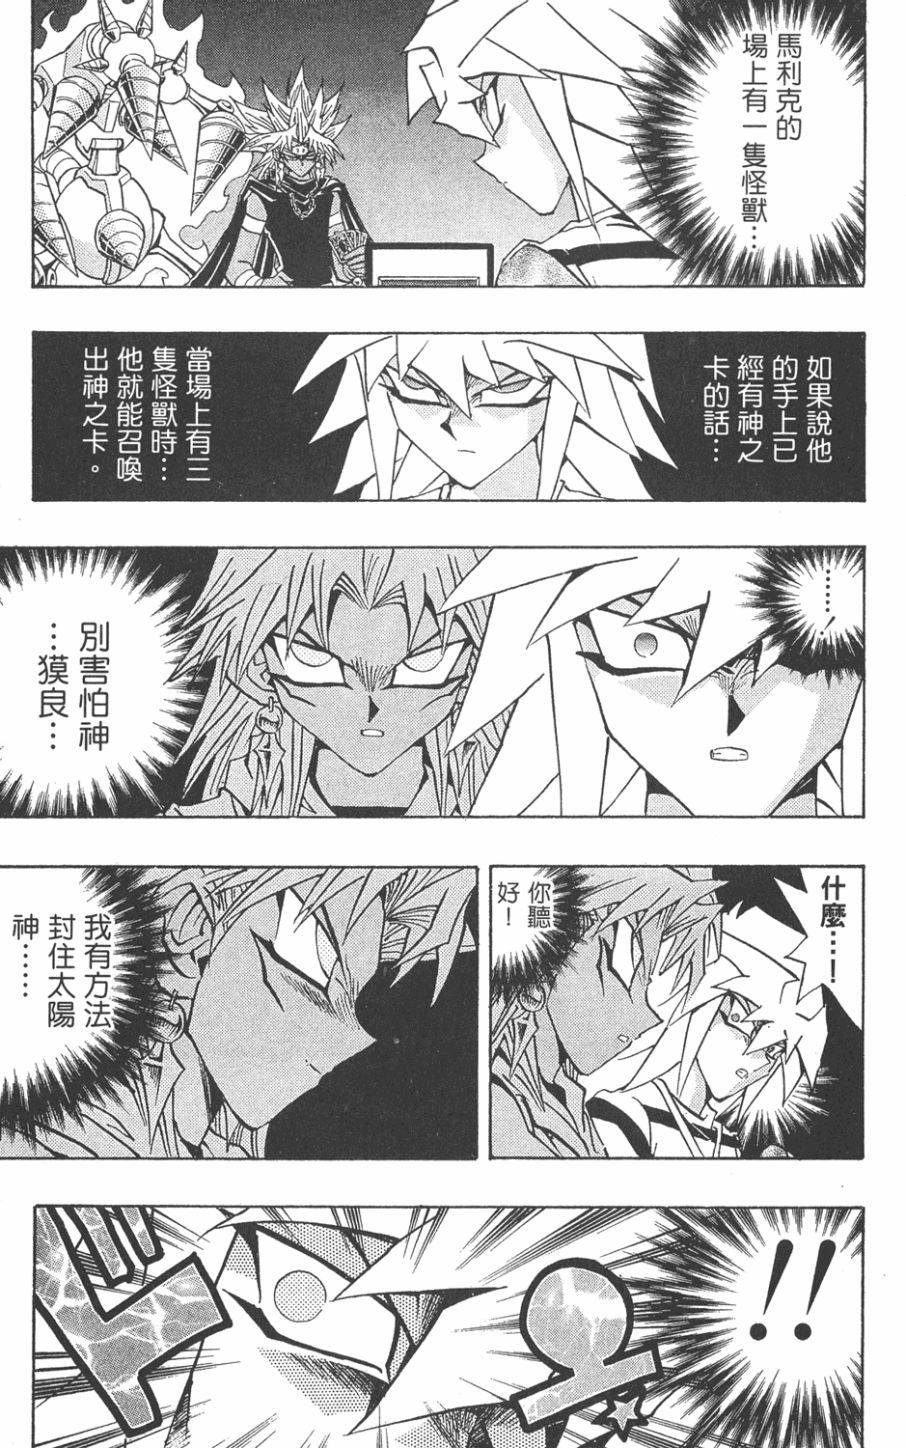 馬利克的
場上有一隻怪獸…
如果說他
的手上已
經有神之
卡的話…
當場上有三
隻怪獸時…
他就能召喚
出神之卡。
………！
別害怕神
…獏良…
什麼…！
你聽
好！
我有方法
封住太陽
神……
！！
ド